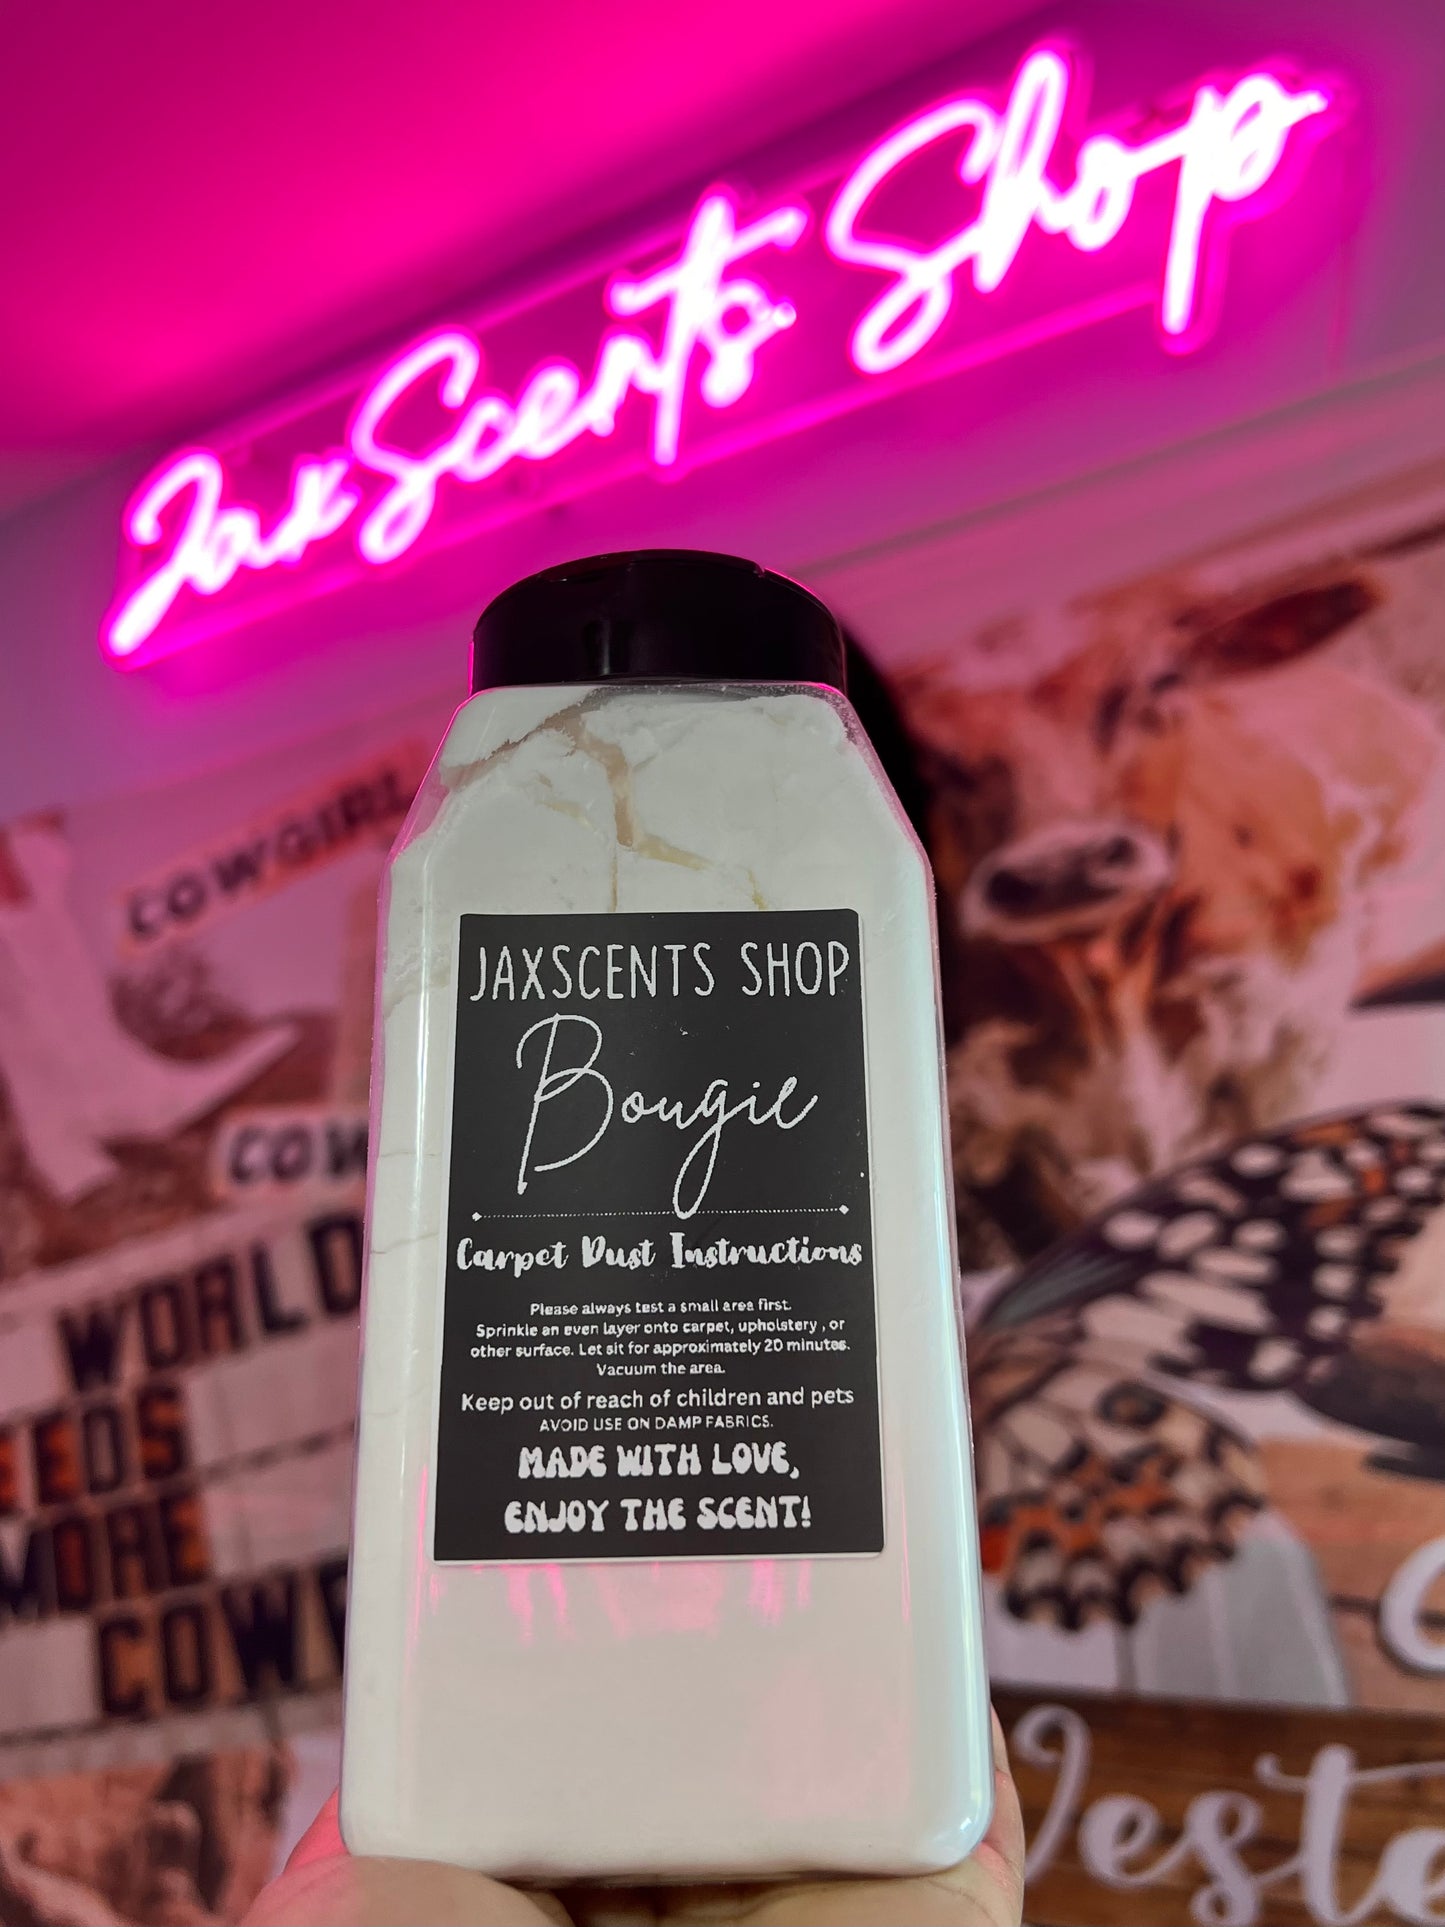 JaxScents Shop
COWGIRL
COW
WORLD
MORE
JAXSCENTS SHOP
Bougie
Carpet Dust Instructions
Please always test a small area first.
Sprinkle an even layer onto carpet, upholstery , or
other surface. Let sit for approximately 20 minutes.
Vacuum the area.
Keep out of reach of children and pets
AVOID USE ON DAMP FABRICS.
MADE WITH LOVE,
ENJOY THE SCENT!